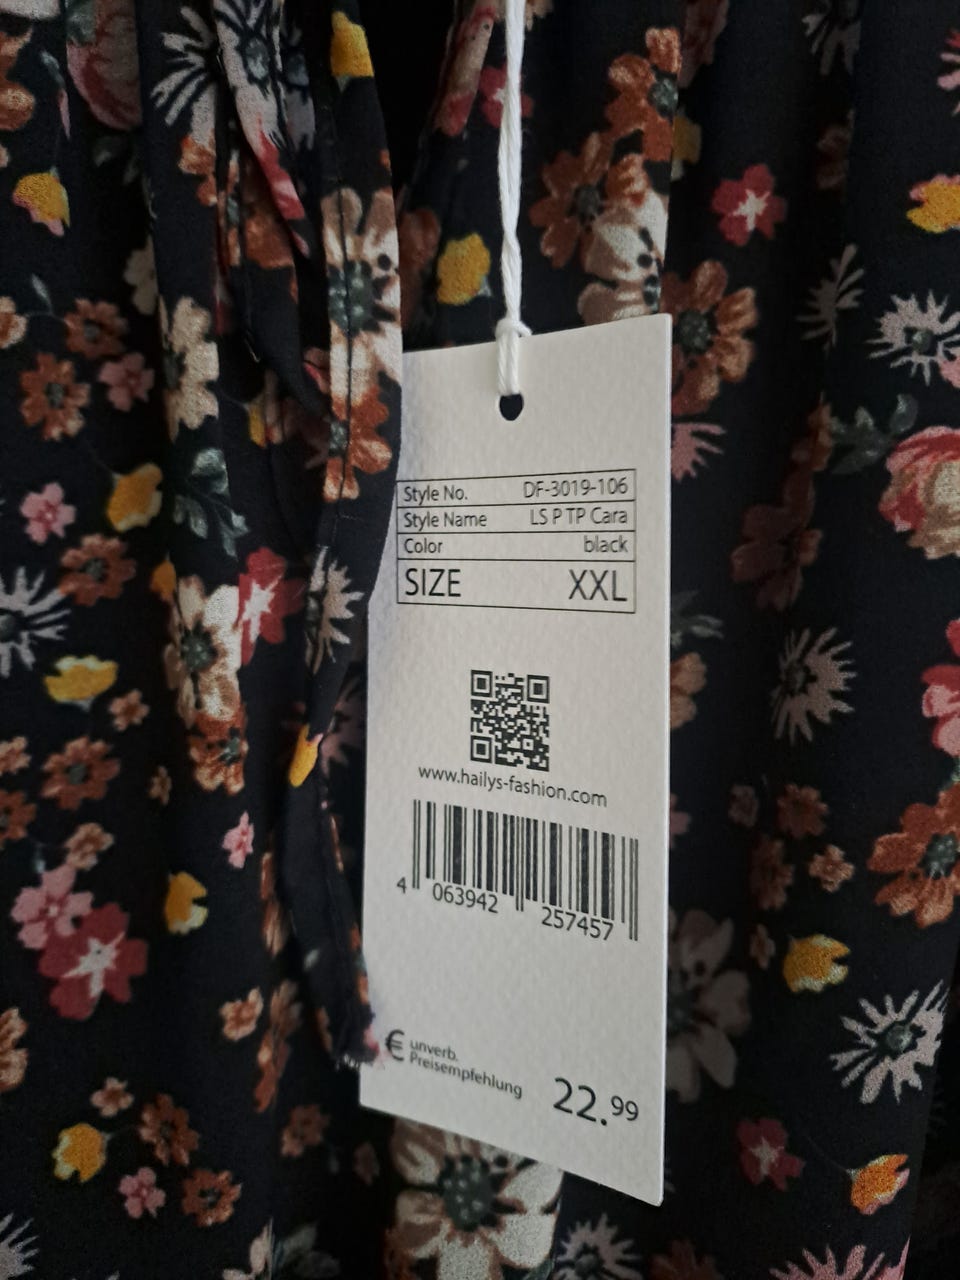 Style No. DF-3019-106
Style Name LS P TP Cara
Color black
SIZE XXL
www.hailys-fashion.com
4 063942 257457
€ unverb.
Preisempfehlung
22.99